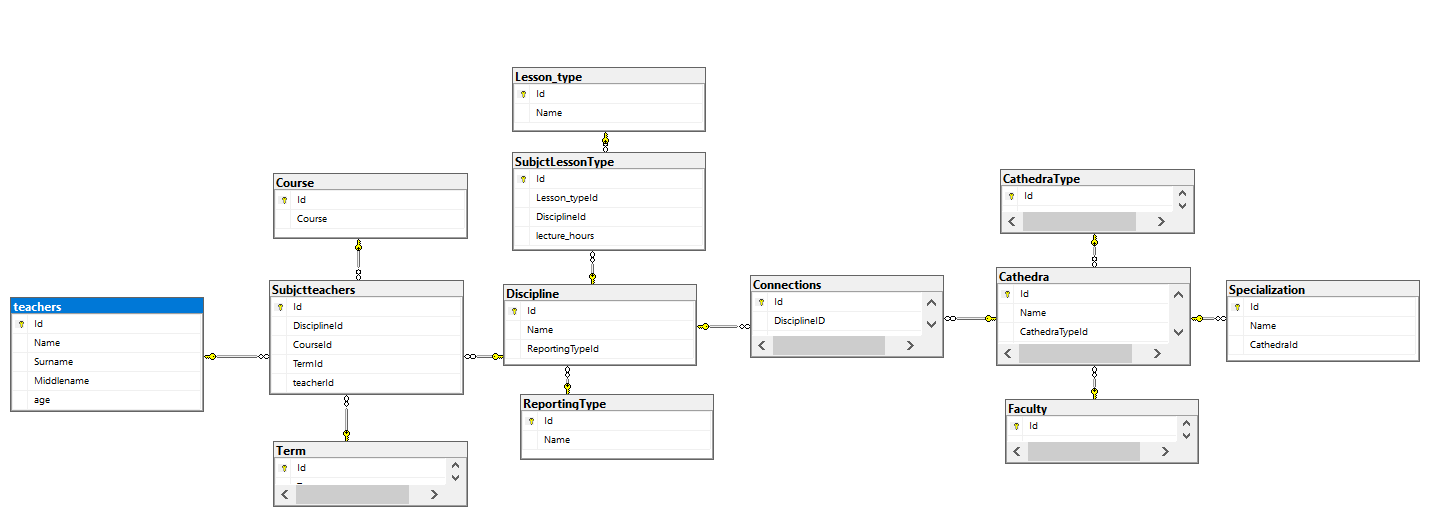 Lesson_type
Id
Name
SubjctLessonType
Id
Lesson_typeId
DisciplineId
lecture_hours
Course
Id
Course
CathedraType
Id
teachers
Id
Name
Surname
Middlename
age
Subjctteachers
Id
DisciplineId
CourseId
TermId
teacherId
Discipline
Id
Name
ReportingTypeId
Connections
Id
DisciplineID
Cathedra
Id
Name
CathedraTypeId
Specialization
Id
Name
CathedraId
ReportingType
Id
Name
Faculty
Id
Term
Id